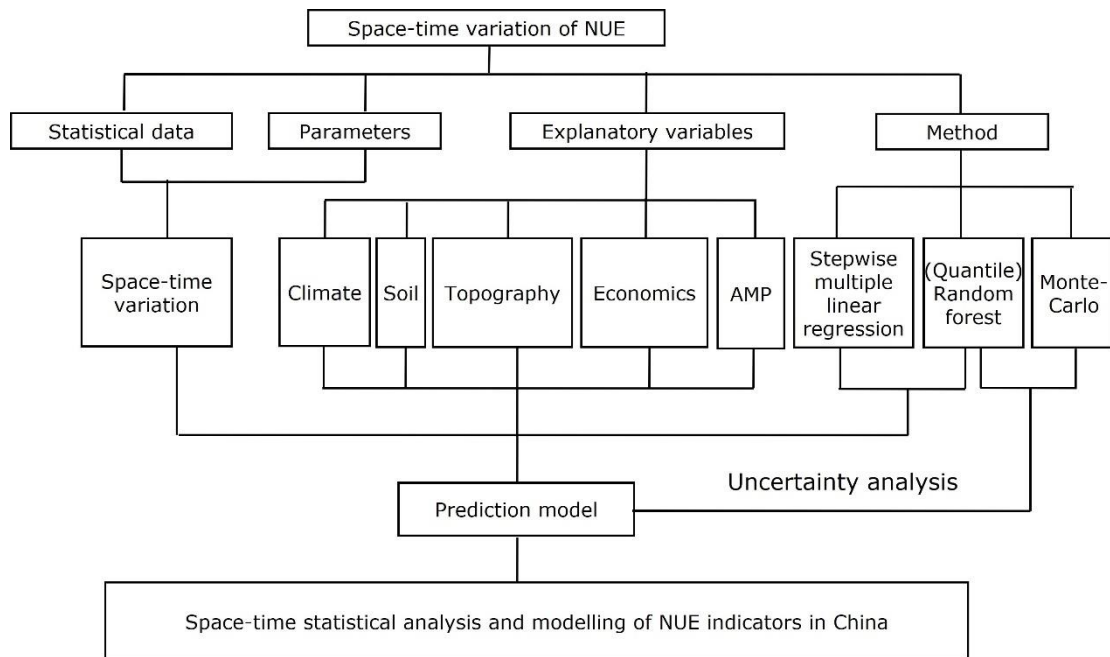 Space-time variation of NUE
Statistical data
Parameters
Explanatory variables
Method
Space-time
variation
Climate
Soil
Topography
Economics
AMP
Stepwise
multiple
linear
regression
(Quantile)
Random
forest
Monte-
Carlo
Uncertainty analysis
Prediction model
Space-time statistical analysis and modelling of NUE indicators in China